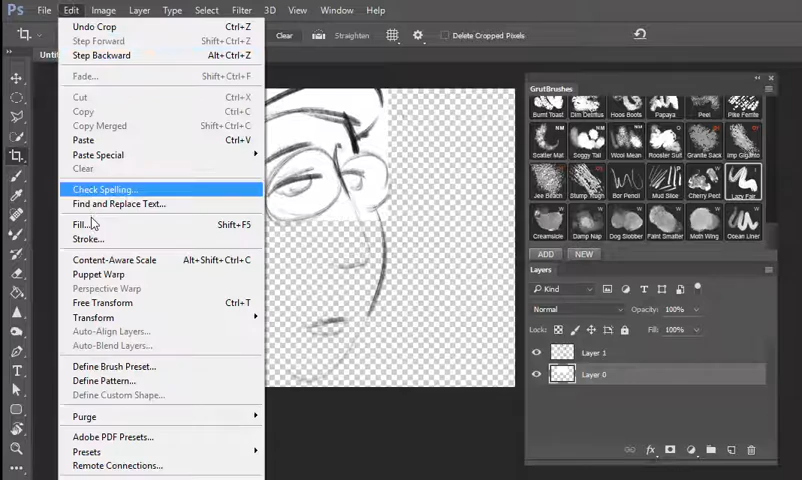 Ps File Edit Image Layer Type Select Filter 3D View Window Help
Clear Straighten Delete Cropped Pixels
Undo Crop Ctrl+Z
Step Forward Shift+Ctrl+Z
Step Backward Alt+Ctrl+Z
Fade... Shift+Ctrl+F
Cut Ctrl+X
Copy Ctrl+C
Copy Merged Shift+Ctrl+C
Paste Ctrl+V
Paste Special
Clear
Check Spelling...
Find and Replace Text...
Fill... Shift+F5
Stroke...
Content-Aware Scale Alt+Shift+Ctrl+C
Puppet Warp
Perspective Warp
Free Transform Ctrl+T
Transform
Auto-Align Layers...
Auto-Blend Layers...
Define Brush Preset...
Define Pattern...
Define Custom Shape...
Purge
Adobe PDF Presets...
Presets
Remote Connections...
GrutBrushes
Burnt Toast Dim Detritus Hoos Boots Papaya Peel Pike Ferrite
Scatter Mat Soggy Tail Wool Mean Rooster Suit Granite Sack Imp Giganto
Jee Beach Stump Rough Bor Pencil Mud Slice Cherry Pect Lazy Fair
Creamsicle Damp Nap Dog Slobber Paint Smatter Moth Wing Ocean Liner
ADD NEW
Layers
Kind
Normal Opacity: 100%
Lock: Fill: 100%
Layer 1
Layer 0
fx